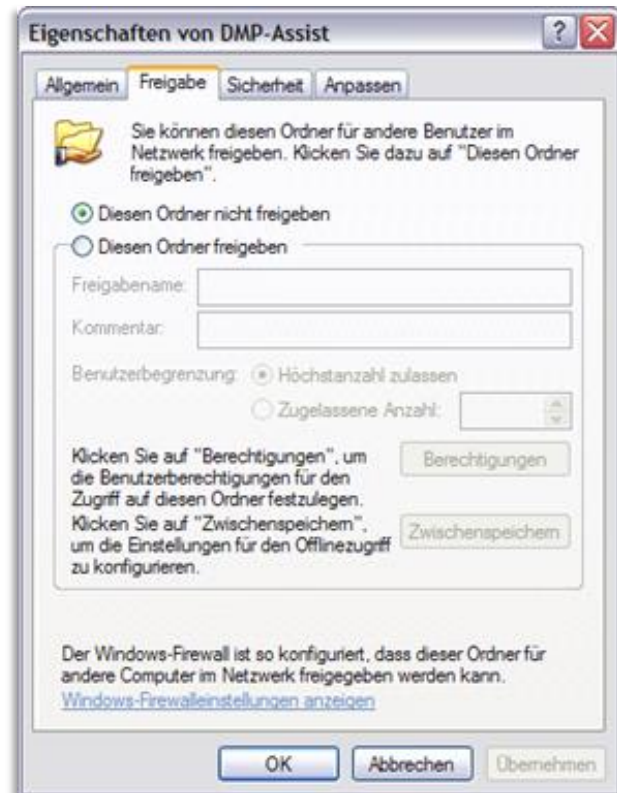 Eigenschaften von DMP-Assist
?
Allgemein Freigabe Sicherheit Anpassen
Sie können diesen Ordner für andere Benutzer im
Netzwerk freigeben. Klicken Sie dazu auf "Diesen Ordner
freigeben".
Diesen Ordner nicht freigeben
Diesen Ordner freigeben
Freigabename:
Kommentar:
Benutzerbegrenzung: Höchstanzahl zulassen
Zugelassene Anzahl:
Klicken Sie auf "Berechtigungen", um
die Benutzerberechtigungen für den
Zugriff auf diesen Ordner festzulegen.
Berechtigungen
Klicken Sie auf "Zwischenspeichern",
um die Einstellungen für den Offlinezugriff
zu konfigurieren.
Zwischenspeichern
Der Windows-Firewall ist so konfiguriert, dass dieser Ordner für
andere Computer im Netzwerk freigegeben werden kann.
Windows-Firewalleinstellungen anzeigen
OK Abbrechen Übernehmen